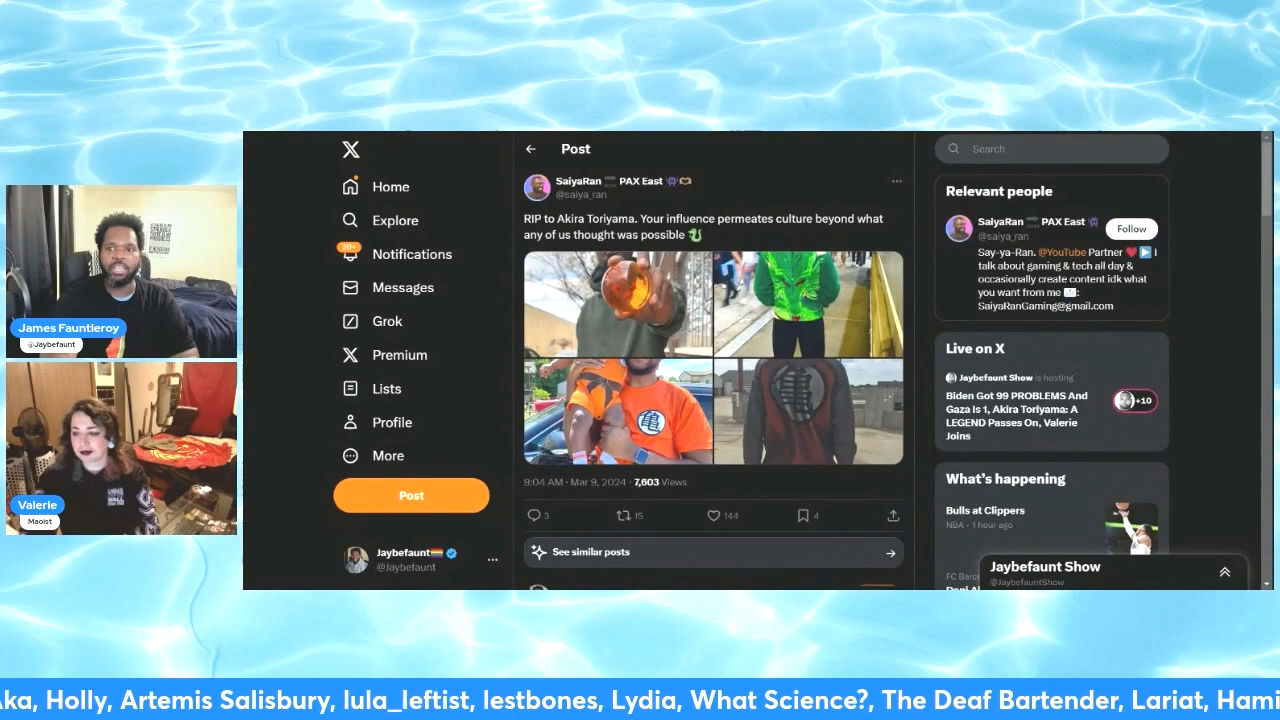 James Fauntleroy
@Jaybefaunt
Valerie
Maoist
Home
Explore
20+
Notifications
Messages
Grok
Premium
Lists
Profile
More
Post
Jaybefaunt
@Jaybefaunt
Post
SaiyaRan PAX East
@saiya_ran
RIP to Akira Toriyama. Your influence permeates culture beyond what
any of us thought was possible
9:04 AM · Mar 9, 2024 · 7,603 Views
3
15
144
4
See similar posts
Search
Relevant people
SaiyaRan PAX East
@saiya_ran
Follow
Say-ya-Ran. @YouTube Partner I
talk about gaming & tech all day &
occasionally create content idk what
you want from me :
SaiyaRanGaming@gmail.com
Live on X
Jaybefaunt Show is hosting
Biden Got 99 PROBLEMS And
Gaza Is 1, Akira Toriyama: A
LEGEND Passes On, Valerie
Joins
+10
What's happening
Bulls at Clippers
NBA · 1 hour ago
FC Barce
Jaybefaunt Show
@JaybefauntShow
Aka, Holly, Artemis Salisbury, lula_leftist, lestbones, Lydia, What Science?, The Deaf Bartender, Lariat, Hami